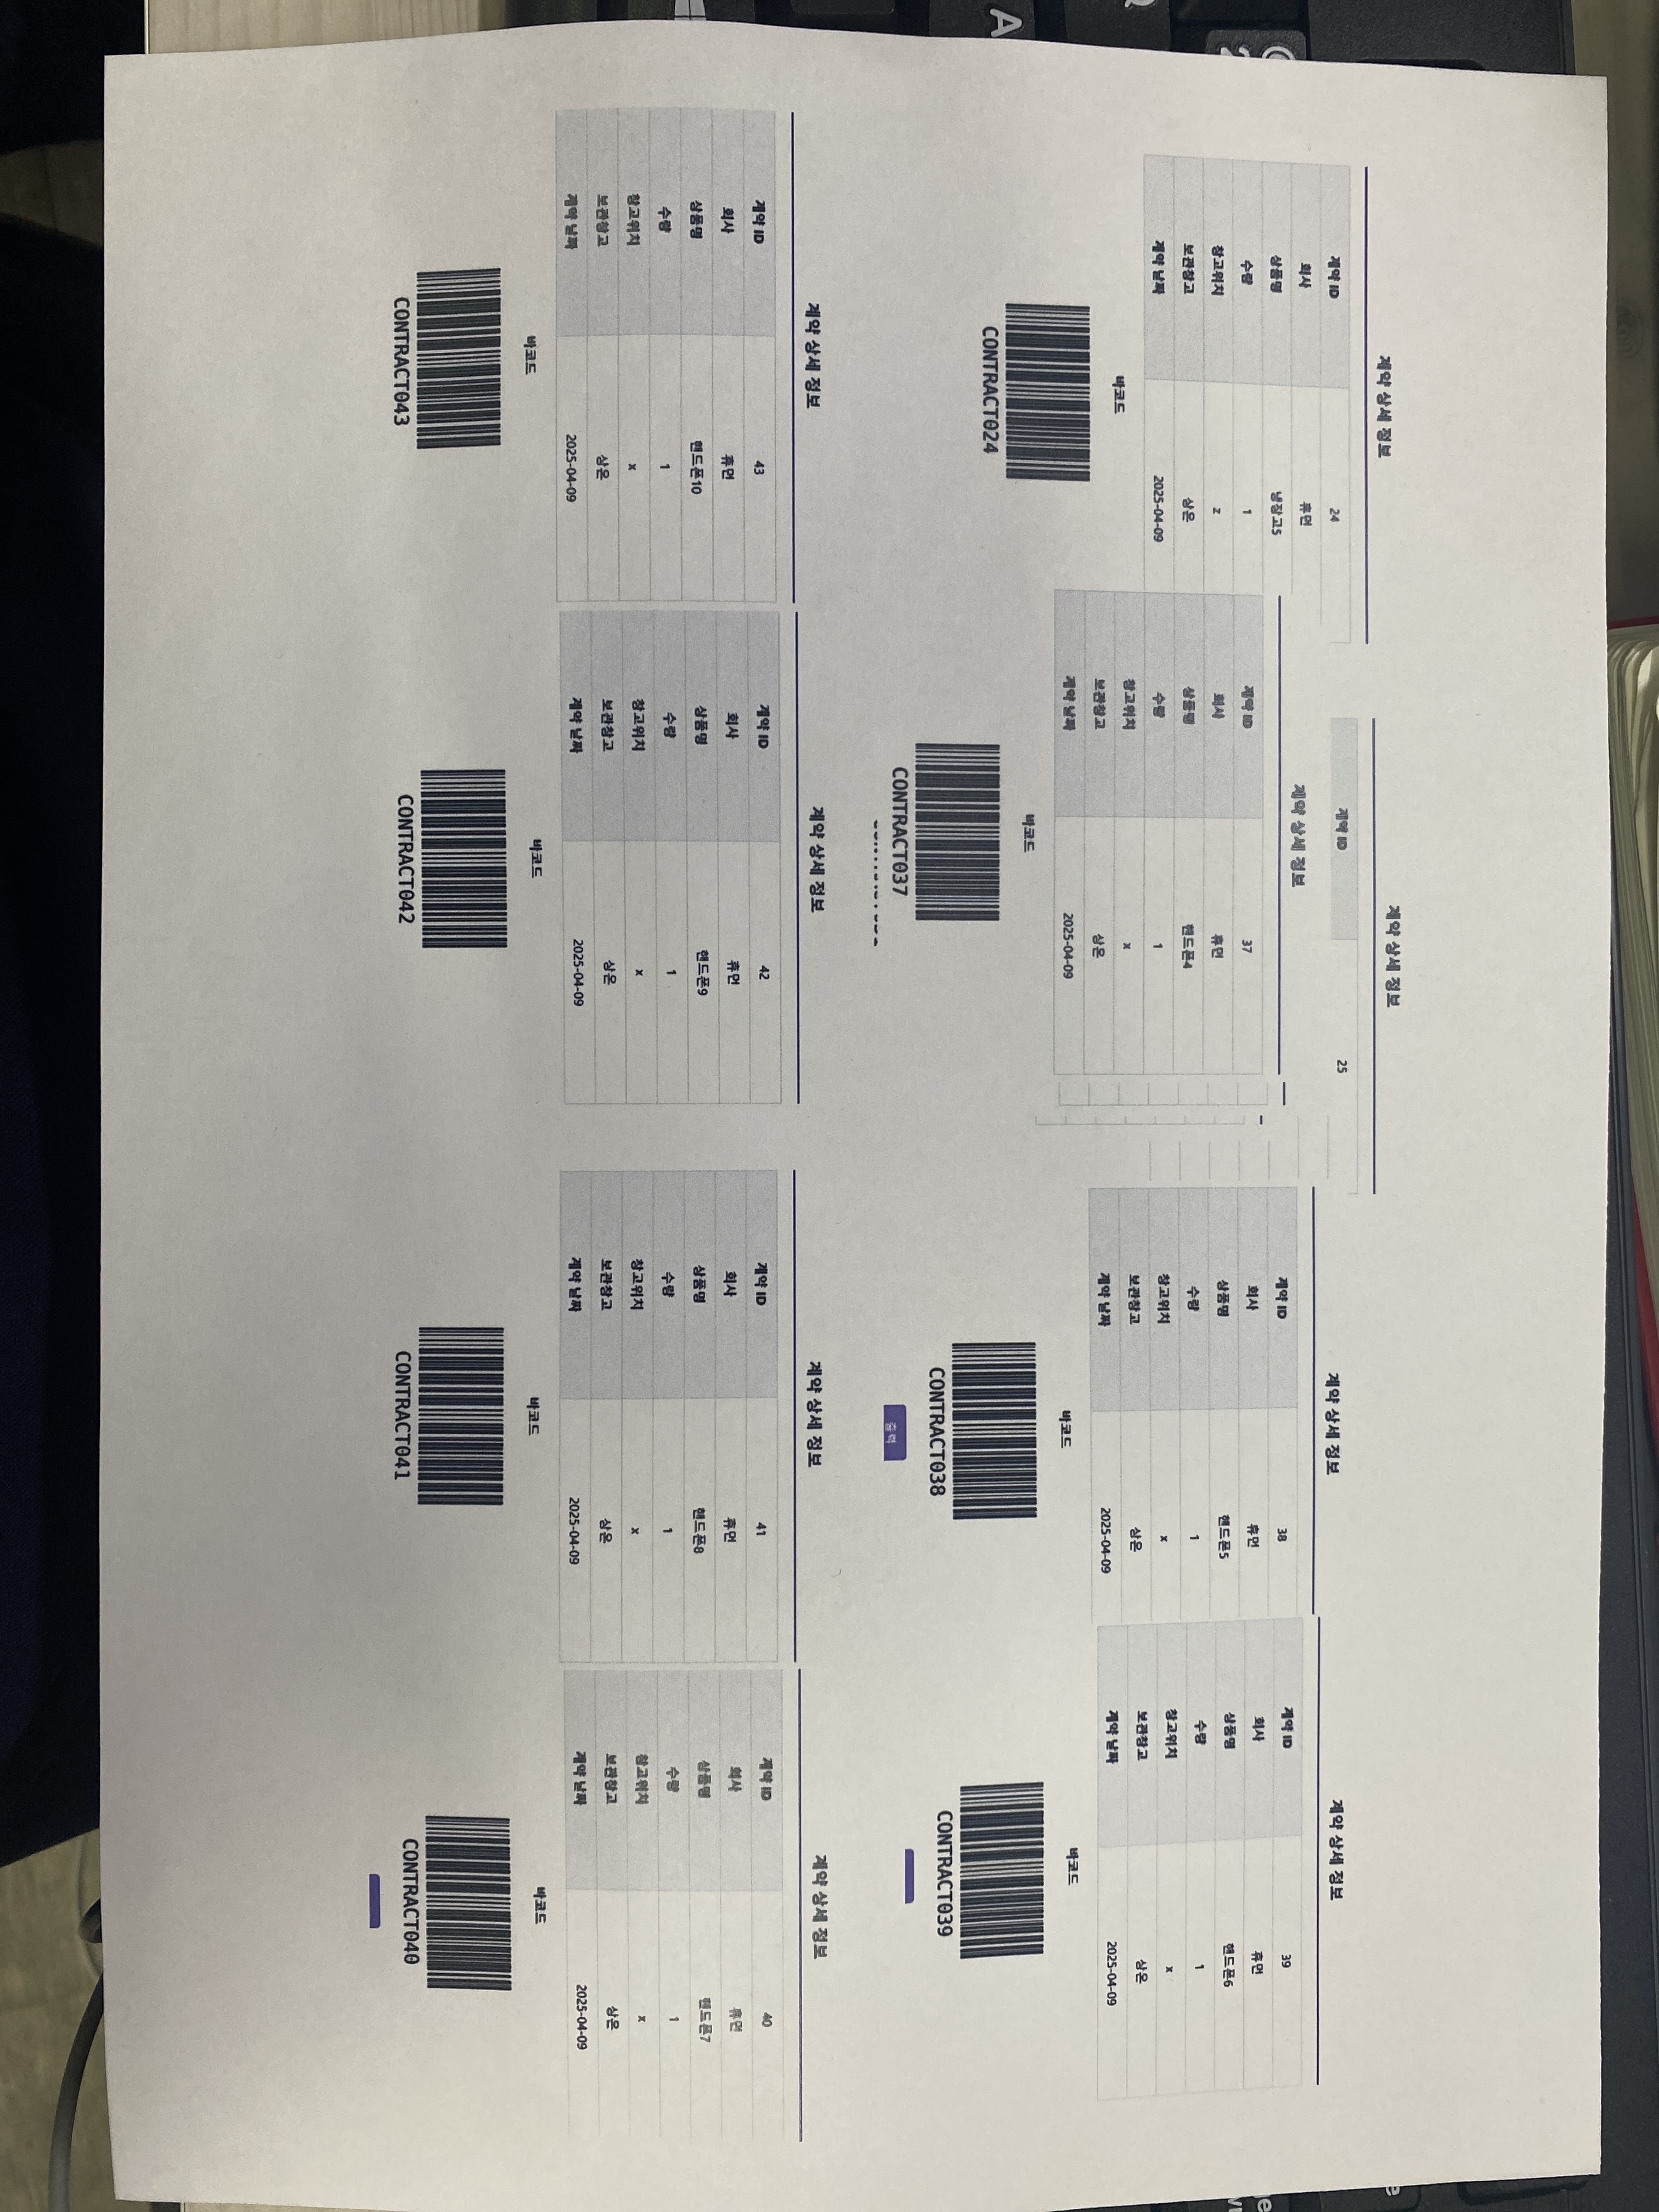 계약 상세 정보
계약 ID 24
회사 휴먼
상품명 냉장고5
수량 1
창고위치 z
보관창고 상온
계약 날짜 2025-04-09
바코드
CONTRACT024
계약 상세 정보
계약 ID 25
계약 상세 정보
계약 ID 37
회사 휴먼
상품명 핸드폰4
수량 1
창고위치 x
보관창고 상온
계약 날짜 2025-04-09
바코드
CONTRACT037
계약 상세 정보
계약 ID 38
회사 휴먼
상품명 핸드폰5
수량 1
창고위치 x
보관창고 상온
계약 날짜 2025-04-09
바코드
CONTRACT038
출력
계약 상세 정보
계약 ID 39
회사 휴먼
상품명 핸드폰6
수량 1
창고위치 x
보관창고 상온
계약 날짜 2025-04-09
바코드
CONTRACT039
계약 상세 정보
계약 ID 43
회사 휴먼
상품명 핸드폰10
수량 1
창고위치 x
보관창고 상온
계약 날짜 2025-04-09
바코드
CONTRACT043
계약 상세 정보
계약 ID 42
회사 휴먼
상품명 핸드폰9
수량 1
창고위치 x
보관창고 상온
계약 날짜 2025-04-09
바코드
CONTRACT042
계약 상세 정보
계약 ID 41
회사 휴먼
상품명 핸드폰8
수량 1
창고위치 x
보관창고 상온
계약 날짜 2025-04-09
바코드
CONTRACT041
계약 상세 정보
계약 ID 40
회사 휴먼
상품명 핸드폰7
수량 1
창고위치 x
보관창고 상온
계약 날짜 2025-04-09
바코드
CONTRACT040
A